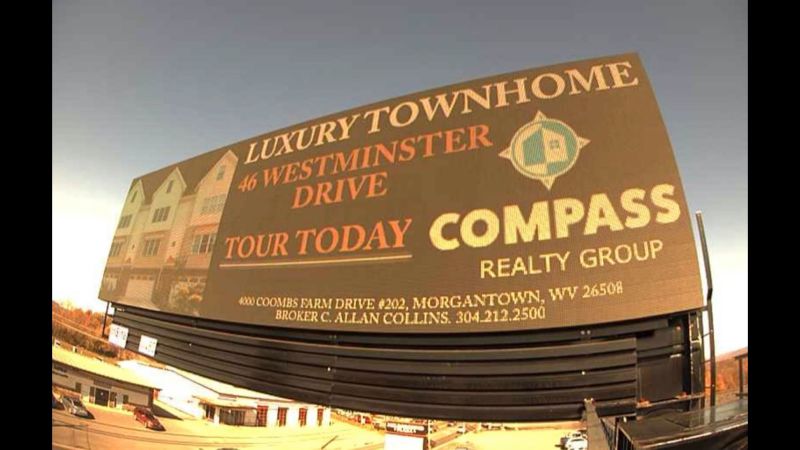 LUXURY TOWNHOME
46 WESTMINSTER
DRIVE
TOUR TODAY
COMPASS
REALTY GROUP
4000 COOMBS FARM DRIVE #202, MORGANTOWN, WV 26508
BROKER C. ALLAN COLLINS. 304.212.2500